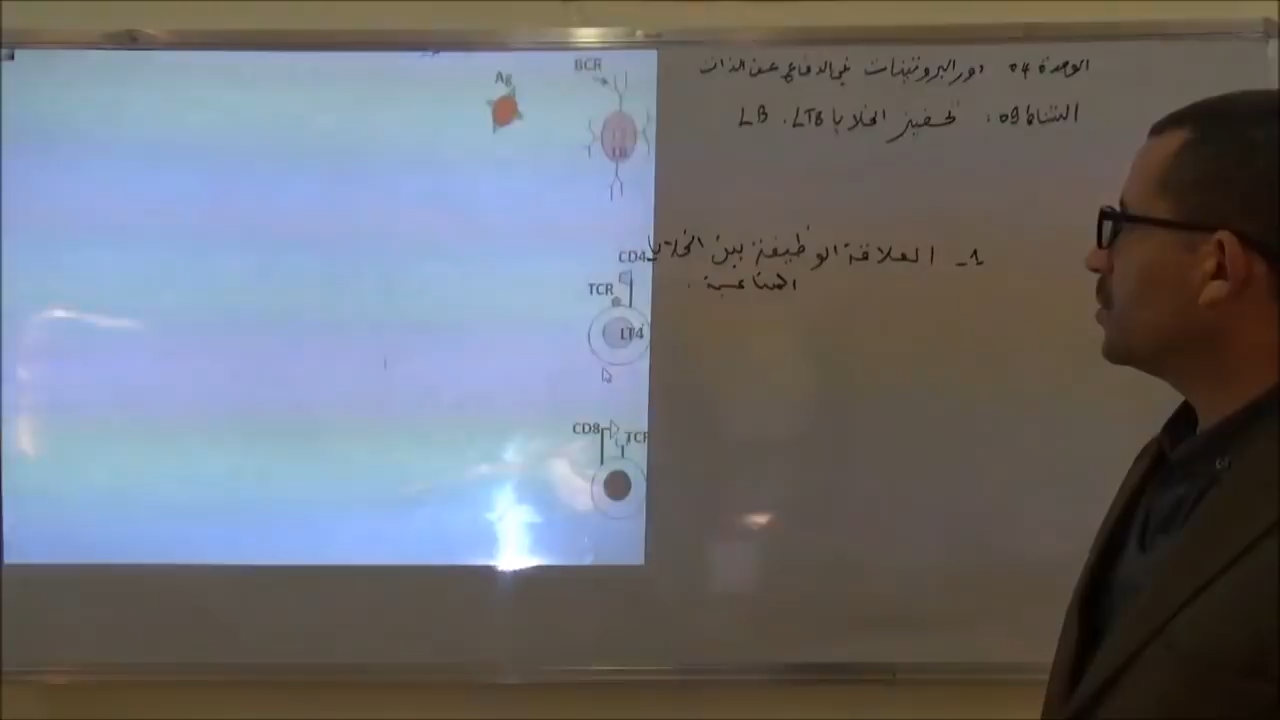 الوحدة 04 دور البروتينات في الدفاع عن الذات
النشاط 09: تحفيز الخلايا LB. LT8
1- العلاقة الوظيفية بين الخلايا
المناعية.
Ag
BCR
LB
CD4
TCR
LT4
CD8
TCR